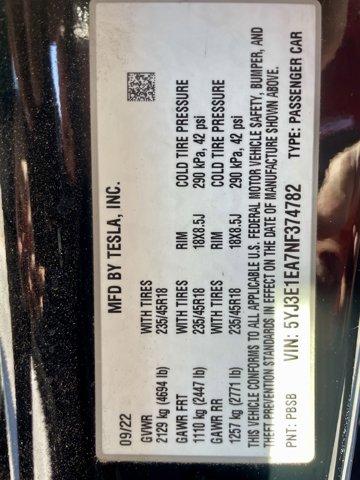 MFD BY TESLA, INC.
09/22
GVWR WITH TIRES RIM COLD TIRE PRESSURE
2129 kg (4694 lb) 235/45R18 18X8.5J 290 kPa, 42 psi
GAWR FRT WITH TIRES RIM COLD TIRE PRESSURE
1110 kg (2447 lb) 235/45R18 18X8.5J 290 kPa, 42 psi
GAWR RR
1257 kg (2771 lb)
THIS VEHICLE CONFORMS TO ALL APPLICABLE U.S. FEDERAL MOTOR VEHICLE SAFETY, BUMPER, AND
THEFT PREVENTION STANDARDS IN EFFECT ON THE DATE OF MANUFACTURE SHOWN ABOVE.
PNT: PBSB VIN: 5YJ3E1EA7NF374782 TYPE: PASSENGER CAR